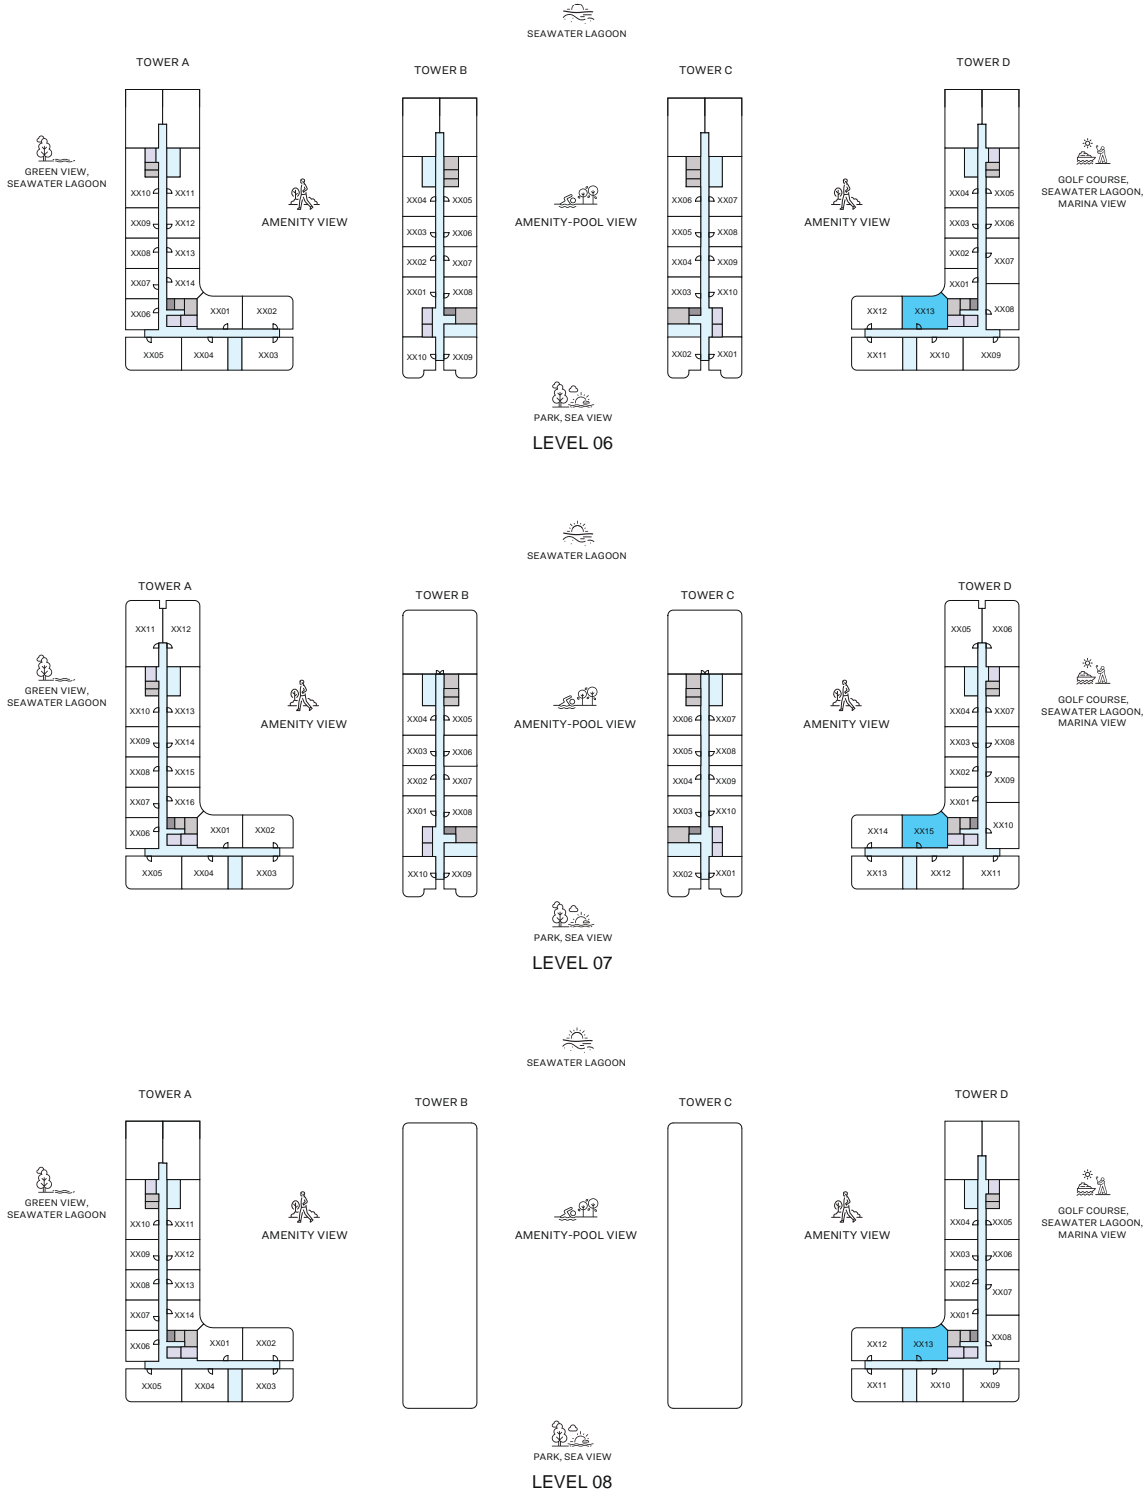 SEAWATER LAGOON
TOWER A
TOWER B
TOWER C
TOWER D
GREEN VIEW,
SEAWATER LAGOON
AMENITY VIEW
AMENITY-POOL VIEW
AMENITY VIEW
GOLF COURSE,
SEAWATER LAGOON,
MARINA VIEW
XX10 XX11
XX09 XX12
XX08 XX13
XX07 XX14
XX06 XX01 XX02
XX05 XX04 XX03
XX04 XX05
XX03 XX06
XX02 XX07
XX01 XX08
XX10 XX09
XX06 XX07
XX05 XX08
XX04 XX09
XX03 XX10
XX02 XX01
XX04 XX05
XX03 XX06
XX02 XX07
XX01
XX12 XX13 XX08
XX11 XX10 XX09
PARK, SEA VIEW
LEVEL 06
SEAWATER LAGOON
TOWER A
TOWER B
TOWER C
TOWER D
GREEN VIEW,
SEAWATER LAGOON
AMENITY VIEW
AMENITY-POOL VIEW
AMENITY VIEW
GOLF COURSE,
SEAWATER LAGOON,
MARINA VIEW
XX11 XX12
XX10 XX13
XX09 XX14
XX08 XX15
XX07 XX16
XX06 XX01 XX02
XX05 XX04 XX03
XX04 XX05
XX03 XX06
XX02 XX07
XX01 XX08
XX10 XX09
XX06 XX07
XX05 XX08
XX04 XX09
XX03 XX10
XX02 XX01
XX05 XX06
XX04 XX07
XX03 XX08
XX02 XX09
XX01
XX14 XX15 XX10
XX13 XX12 XX11
PARK, SEA VIEW
LEVEL 07
SEAWATER LAGOON
TOWER A
TOWER B
TOWER C
TOWER D
GREEN VIEW,
SEAWATER LAGOON
AMENITY VIEW
AMENITY-POOL VIEW
AMENITY VIEW
GOLF COURSE,
SEAWATER LAGOON,
MARINA VIEW
XX10 XX11
XX09 XX12
XX08 XX13
XX07 XX14
XX06 XX01 XX02
XX05 XX04 XX03
XX04 XX05
XX03 XX06
XX02 XX07
XX01
XX12 XX13 XX08
XX11 XX10 XX09
PARK, SEA VIEW
LEVEL 08